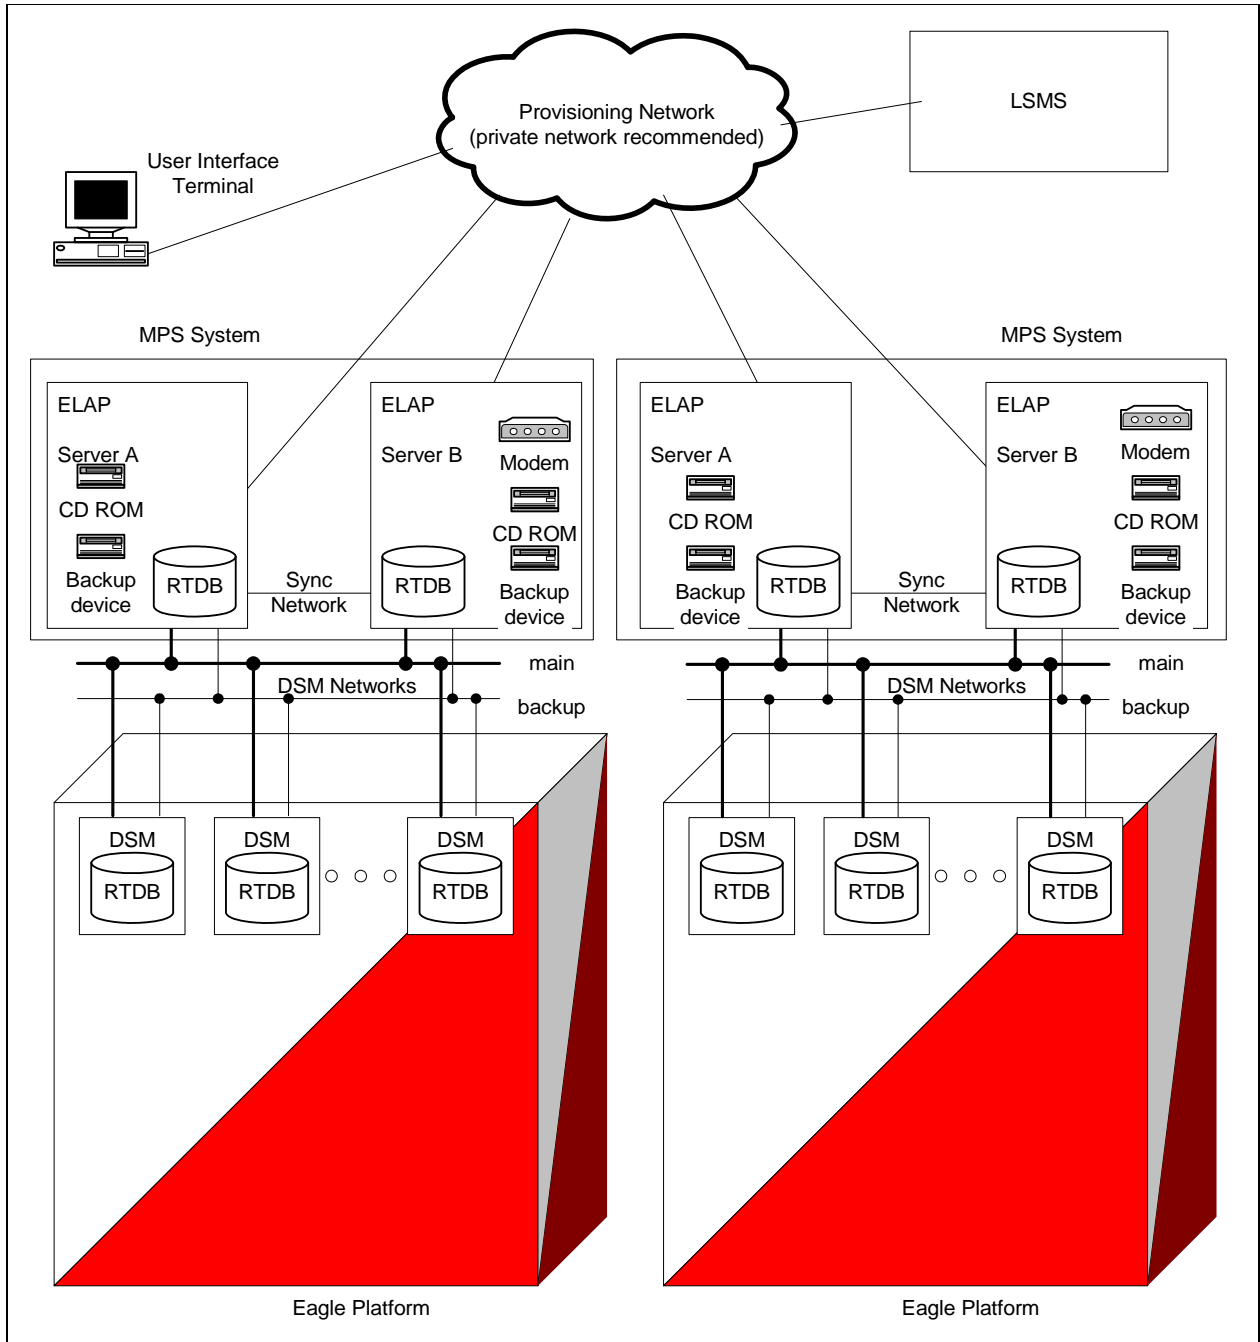 Provisioning Network
(private network recommended)
LSMS
User Interface
Terminal
MPS System
MPS System
ELAP
Server A
CD ROM
Backup
device
RTDB
Sync
Network
ELAP
Server B
Modem
CD ROM
Backup
device
RTDB
ELAP
Server A
CD ROM
Backup
device
RTDB
Sync
Network
ELAP
Server B
Modem
CD ROM
Backup
device
RTDB
main
DSM Networks
backup
main
DSM Networks
backup
DSM
RTDB
DSM
RTDB
DSM
RTDB
DSM
RTDB
DSM
RTDB
DSM
RTDB
Eagle Platform
Eagle Platform